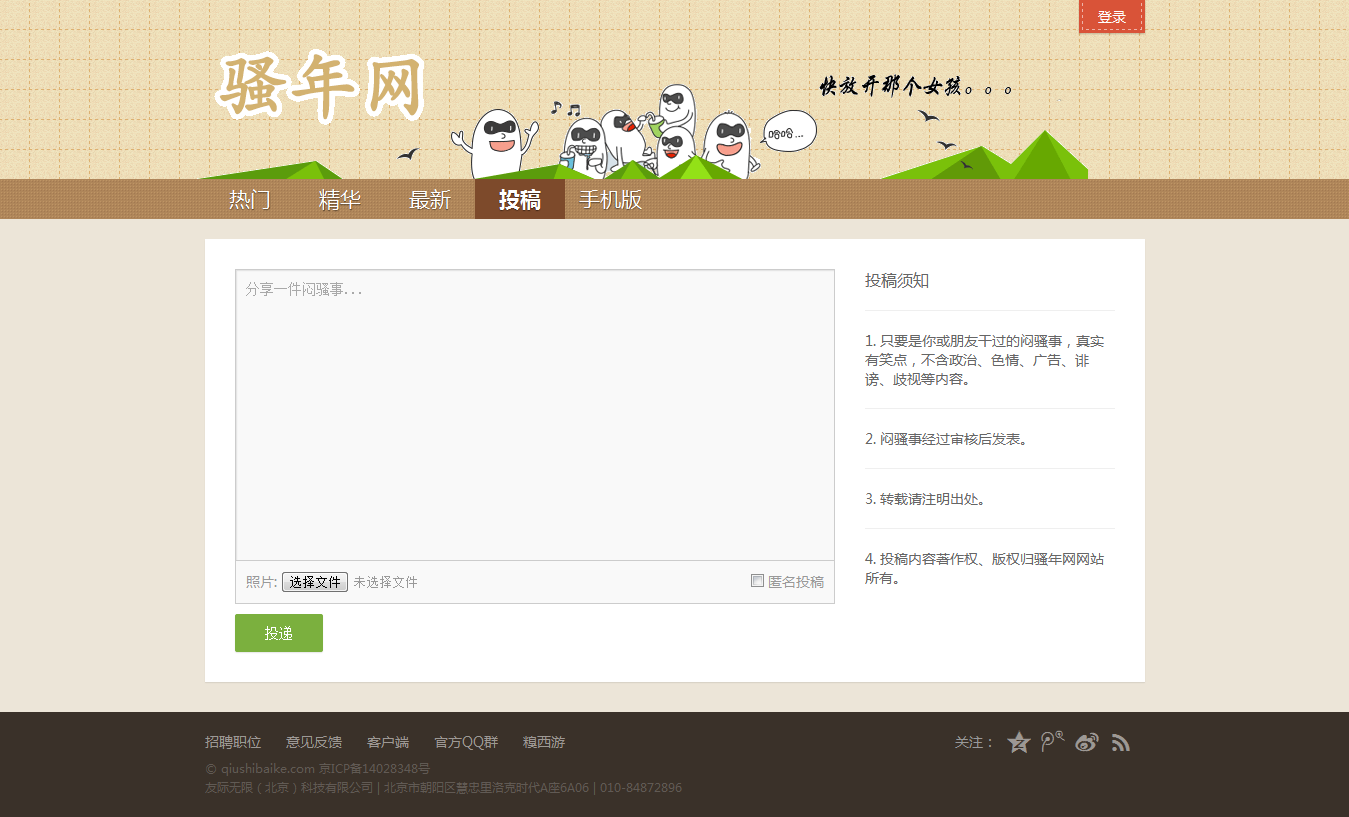 登录
骚年网
快放开那个女孩。。。
哈哈...
热门 精华 最新 投稿 手机版
分享一件闷骚事...
照片: 选择文件 未选择文件 匿名投稿
投递
投稿须知
1. 只要是你或朋友干过的闷骚事，真实
有笑点，不含政治、色情、广告、诽
谤、歧视等内容。
2. 闷骚事经过审核后发表。
3. 转载请注明出处。
4. 投稿内容著作权、版权归骚年网网站
所有。
招聘职位 意见反馈 客户端 官方QQ群 糗西游
关注：
© qiushibaike.com 京ICP备14028348号
友际无限（北京）科技有限公司 | 北京市朝阳区慧忠里洛克时代A座6A06 | 010-84872896